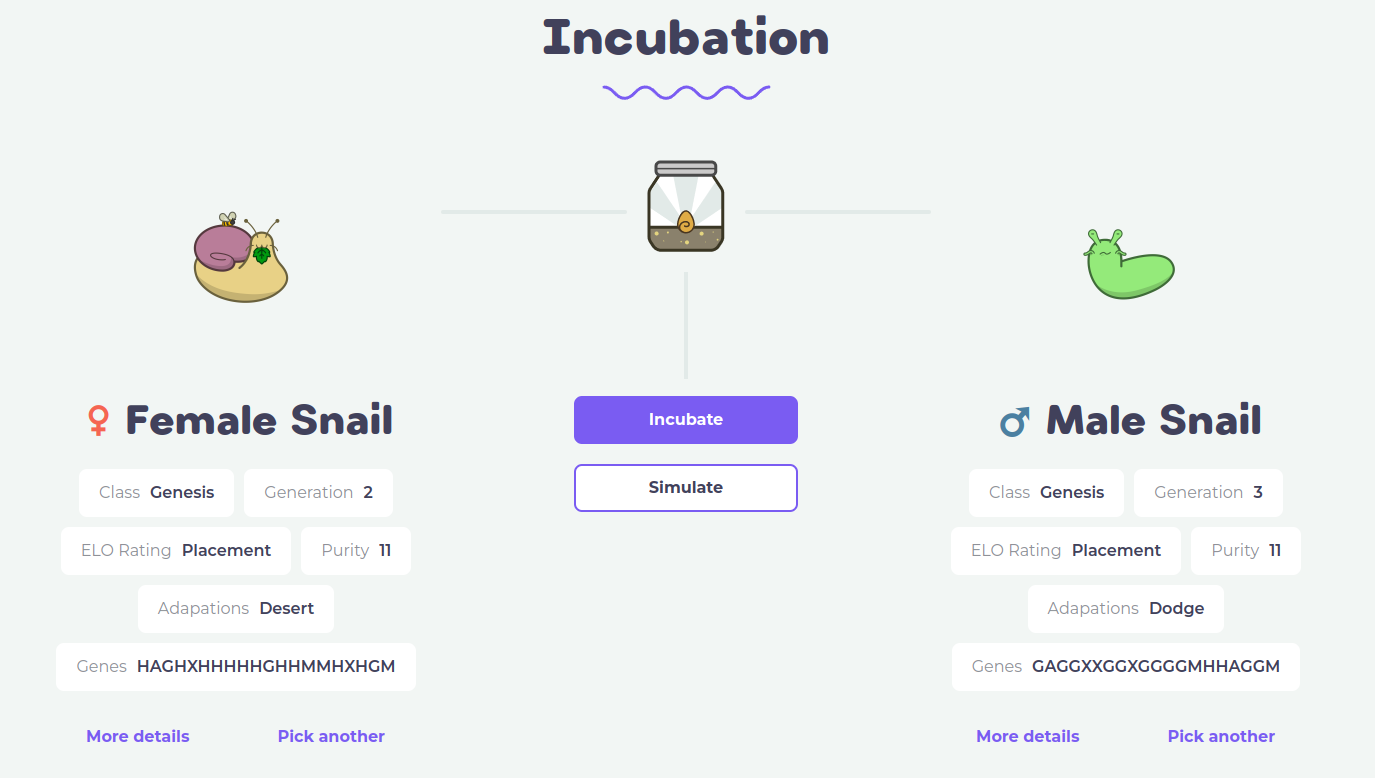 Incubation
♀ Female Snail
Class Genesis
Generation 2
ELO Rating Placement
Purity 11
Adapations Desert
Genes HAGHXHHHHHGHHMMHXHGM
More details
Pick another
Incubate
Simulate
♂ Male Snail
Class Genesis
Generation 3
ELO Rating Placement
Purity 11
Adapations Dodge
Genes GAGGXXGGXGGGGMHHAGGM
More details
Pick another